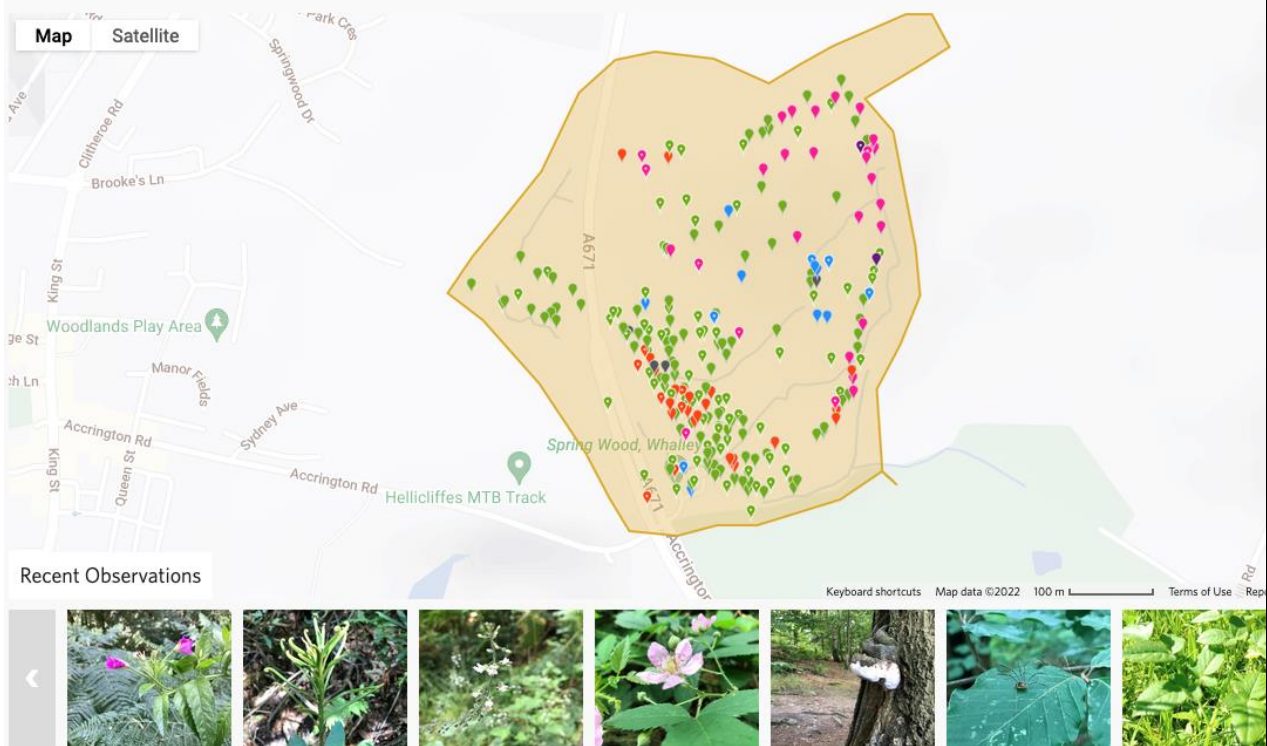 Map
Satellite
Park Cres
Springwood Dr
Ave
Clitheroe Rd
Brooke's Ln
A671
King St
Woodlands Play Area
ge St
Manor Fields
ch Ln
Sydney Ave
Accrington Rd
Spring Wood, Whalley
King St
Queen St
Accrington Rd
Hellicliffes MTB Track
A671
Accrington
Recent Observations
Keyboard shortcuts
Map data ©2022
100 m
Terms of Use
Repo
Rd